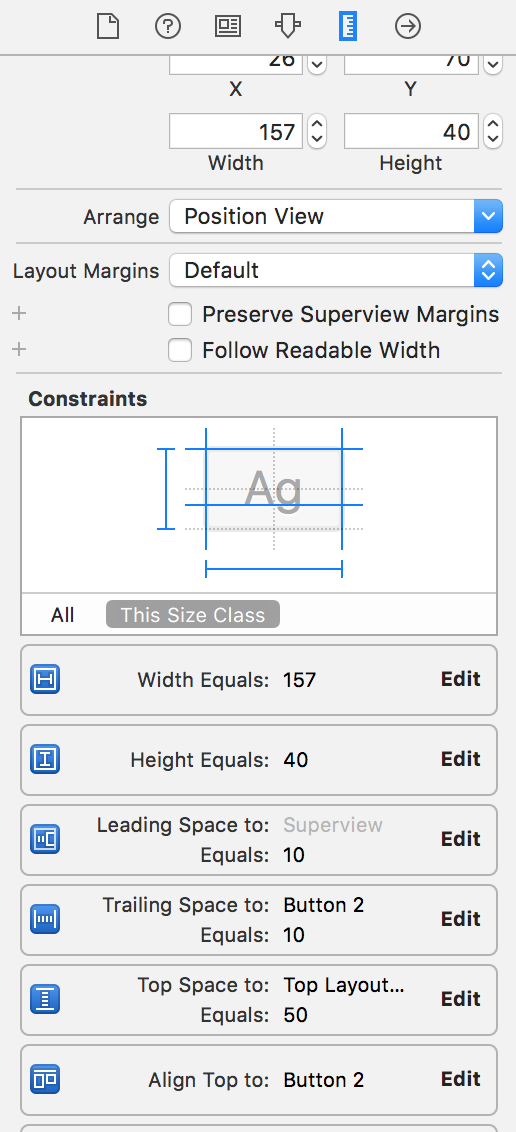 26 70
X Y
157 40
Width Height
Arrange Position View
Layout Margins Default
+ Preserve Superview Margins
+ Follow Readable Width
Constraints
Ag
All This Size Class
Width Equals: 157 Edit
Height Equals: 40 Edit
Leading Space to: Superview
Equals: 10
Edit
Trailing Space to: Button 2
Equals: 10
Edit
Top Space to: Top Layout...
Equals: 50
Edit
Align Top to: Button 2 Edit